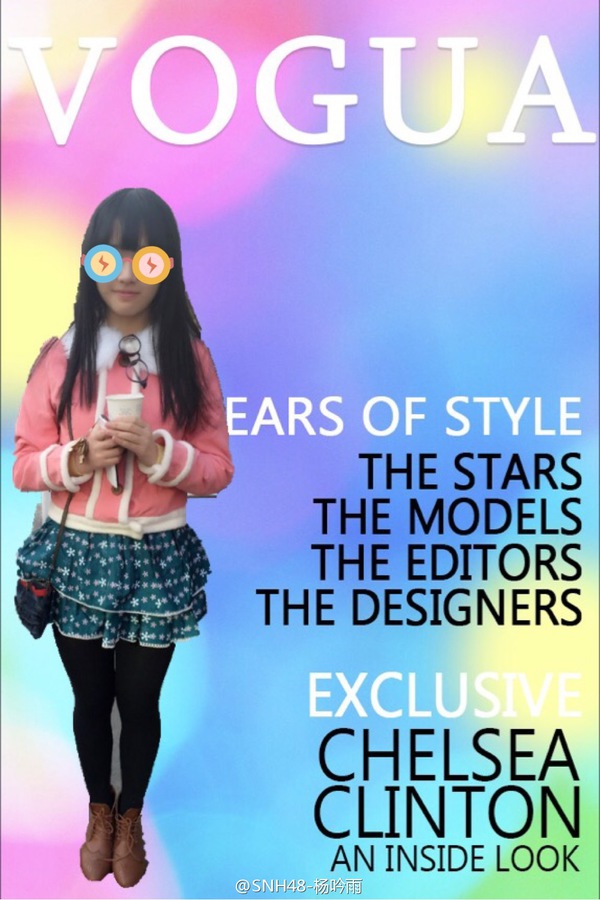 VOGUA
EARS OF STYLE
THE STARS
THE MODELS
THE EDITORS
THE DESIGNERS
EXCLUSIVE
CHELSEA
CLINTON
AN INSIDE LOOK
@SNH48-杨吟雨